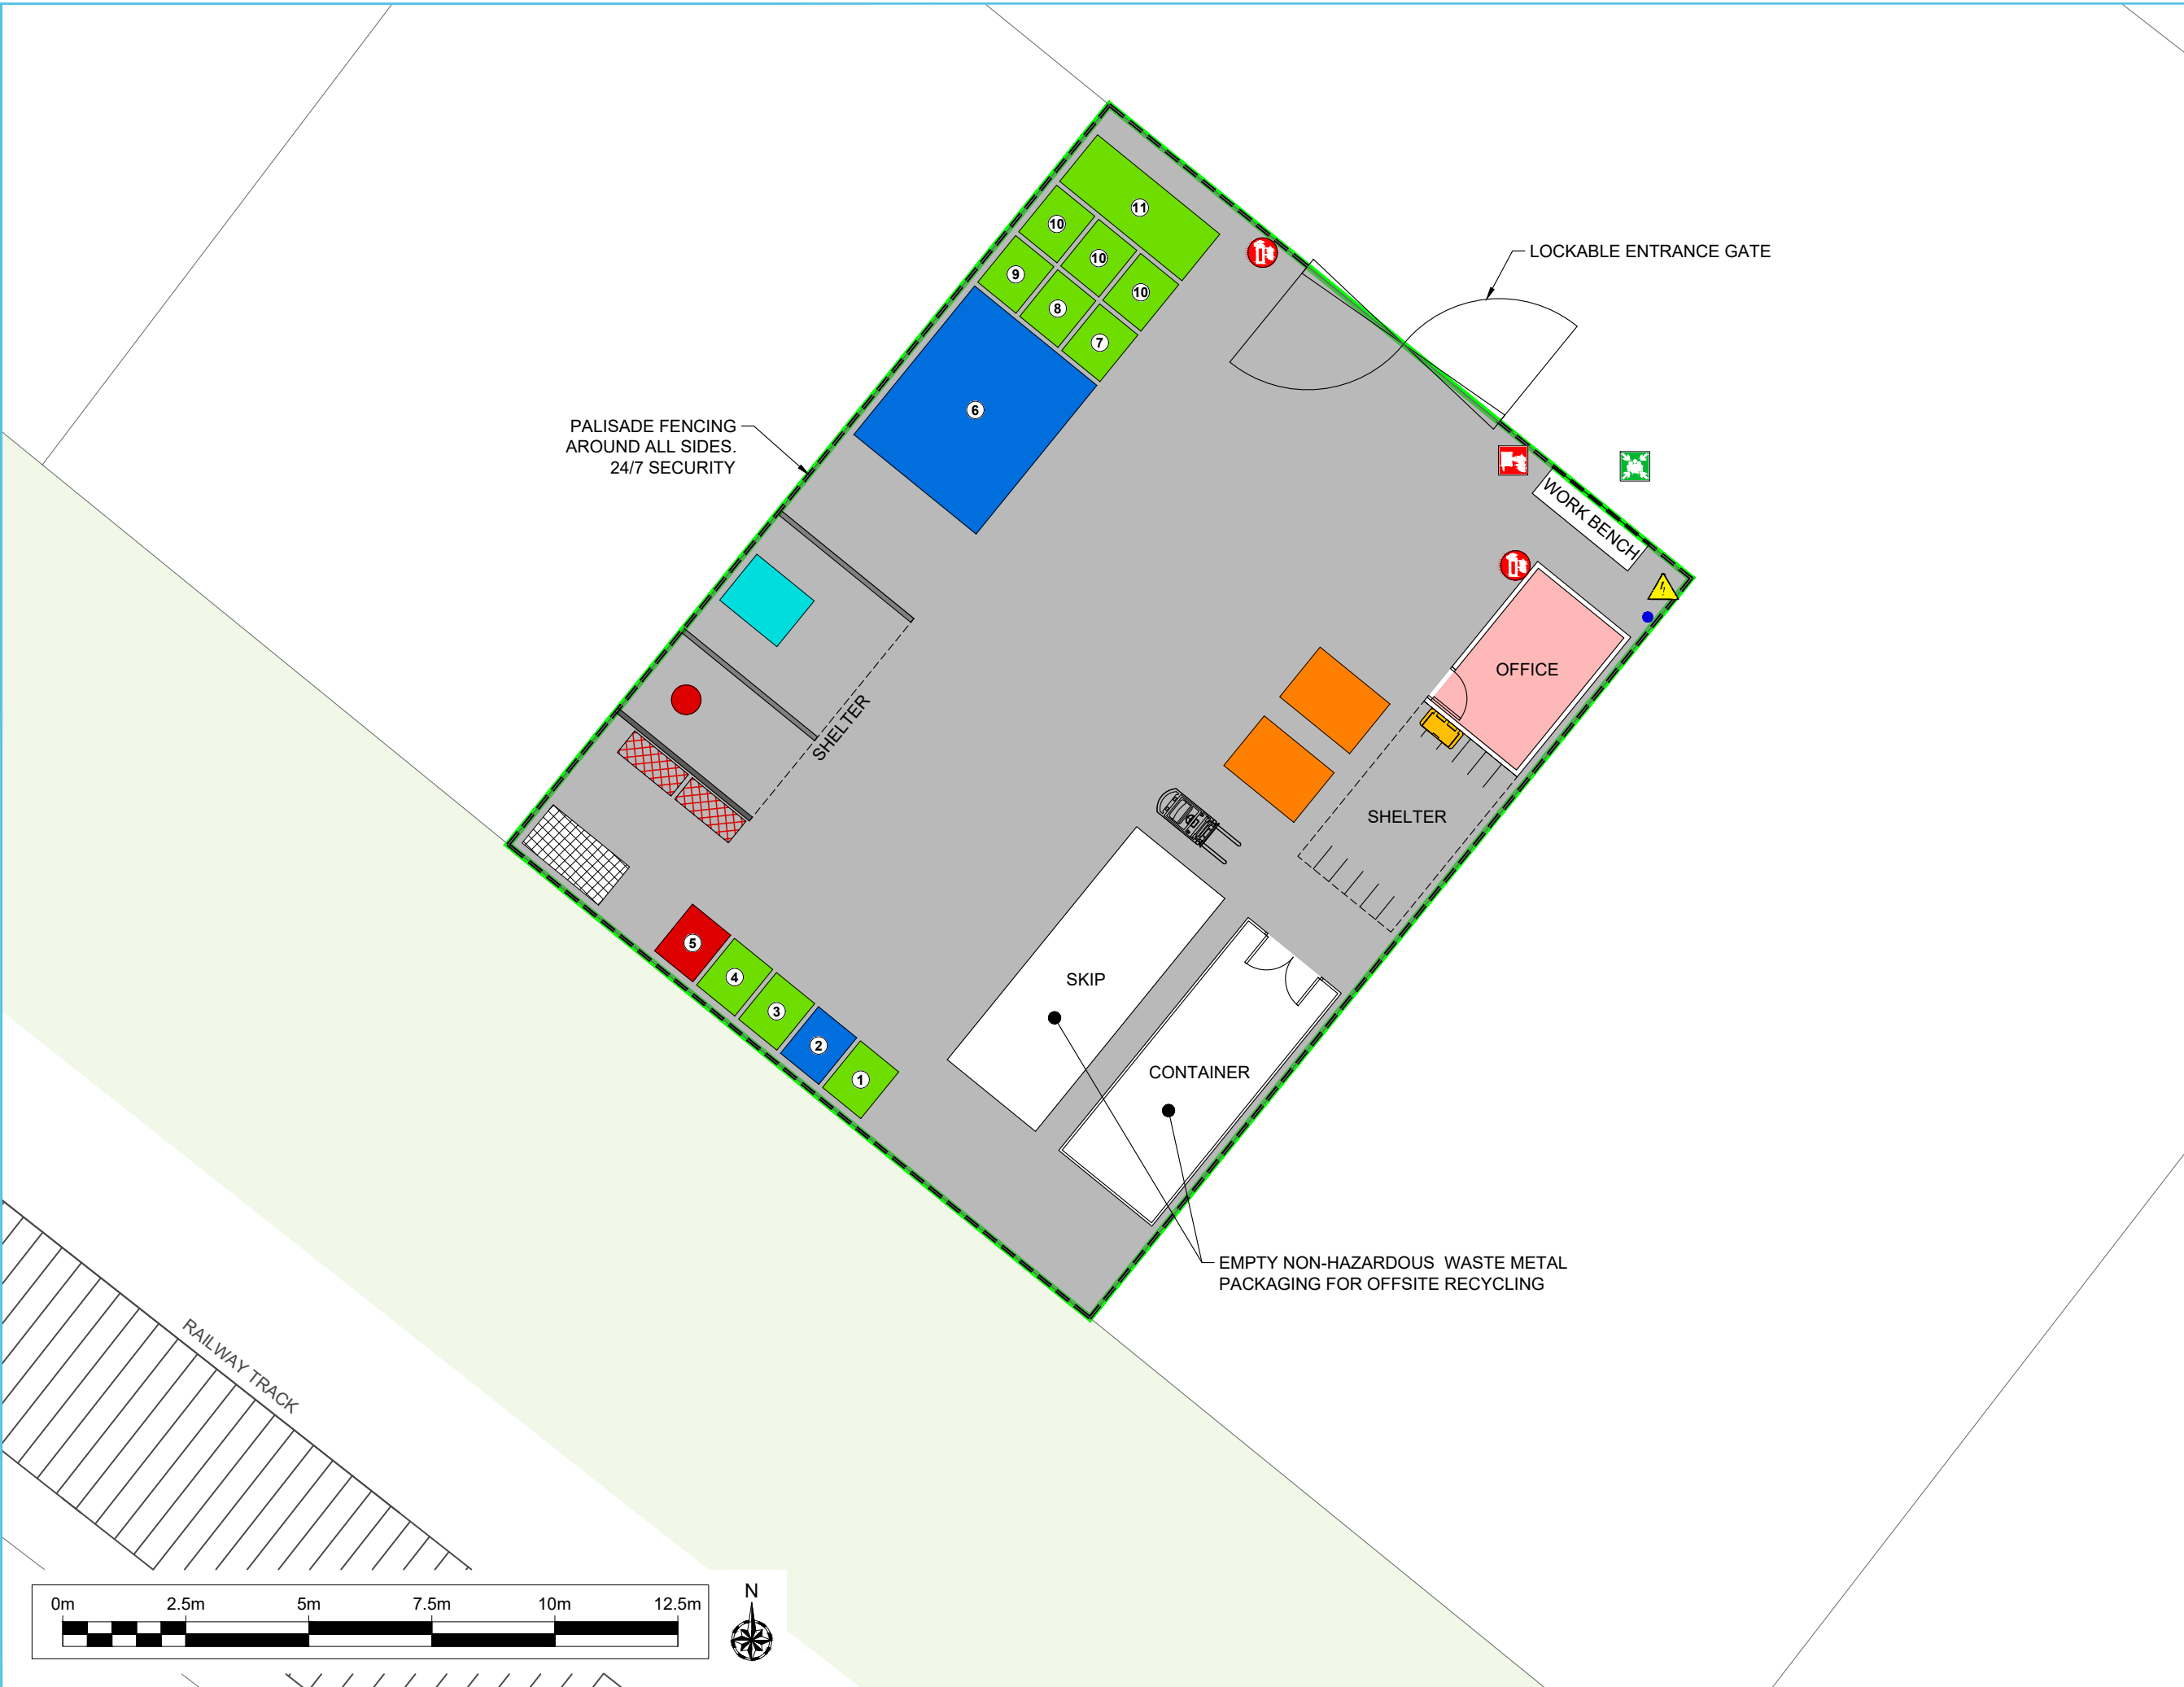 11
10
LOCKABLE ENTRANCE GATE
10
9
10
8
7
6
PALISADE FENCING
AROUND ALL SIDES.
24/7 SECURITY
WORK BENCH
OFFICE
SHELTER
SHELTER
5
4
SKIP
3
2
CONTAINER
1
EMPTY NON-HAZARDOUS  WASTE METAL
PACKAGING FOR OFFSITE RECYCLING
RAILWAY TRACK
0m 2.5m 5m 7.5m 10m 12.5m
N